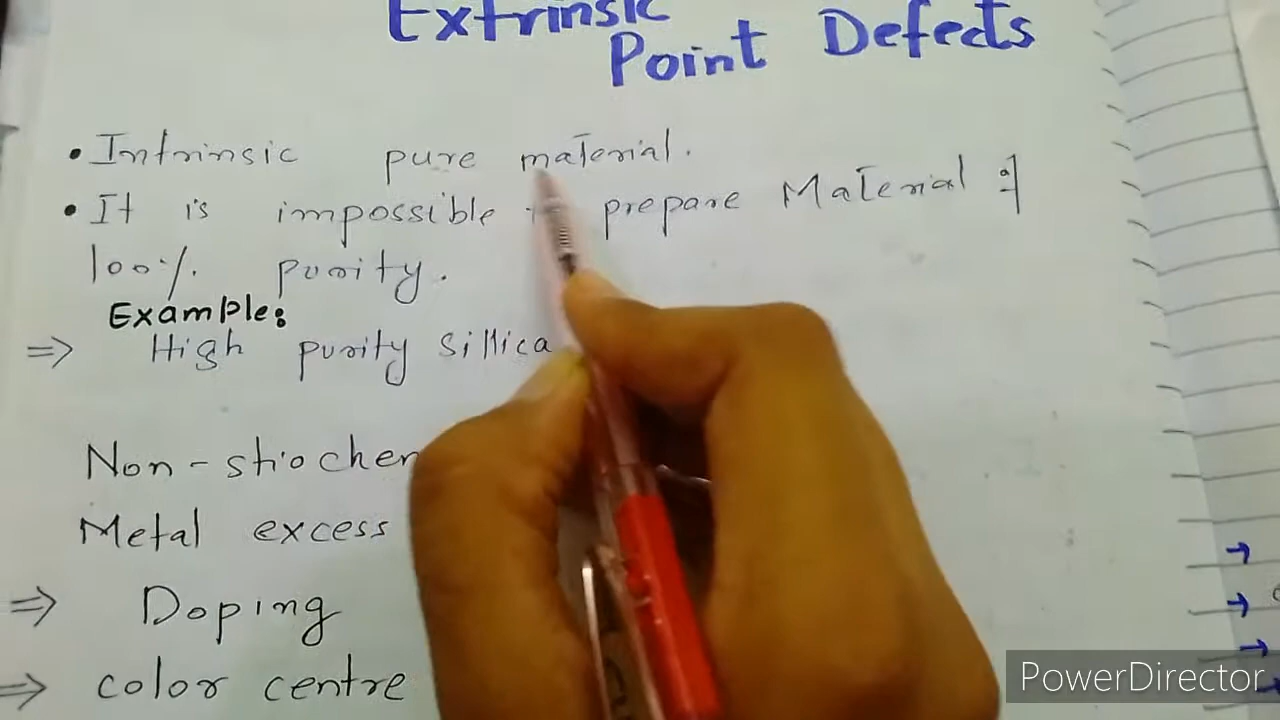 Extrinsic
Point Defects
• Intrinsic pure material.
• It is impossible prepare Material of
100% purity.
Example:
⇒ High purity Sillica
Non-stiochem
Metal excess
⇒ Doping
⇒ color centre
PowerDirector